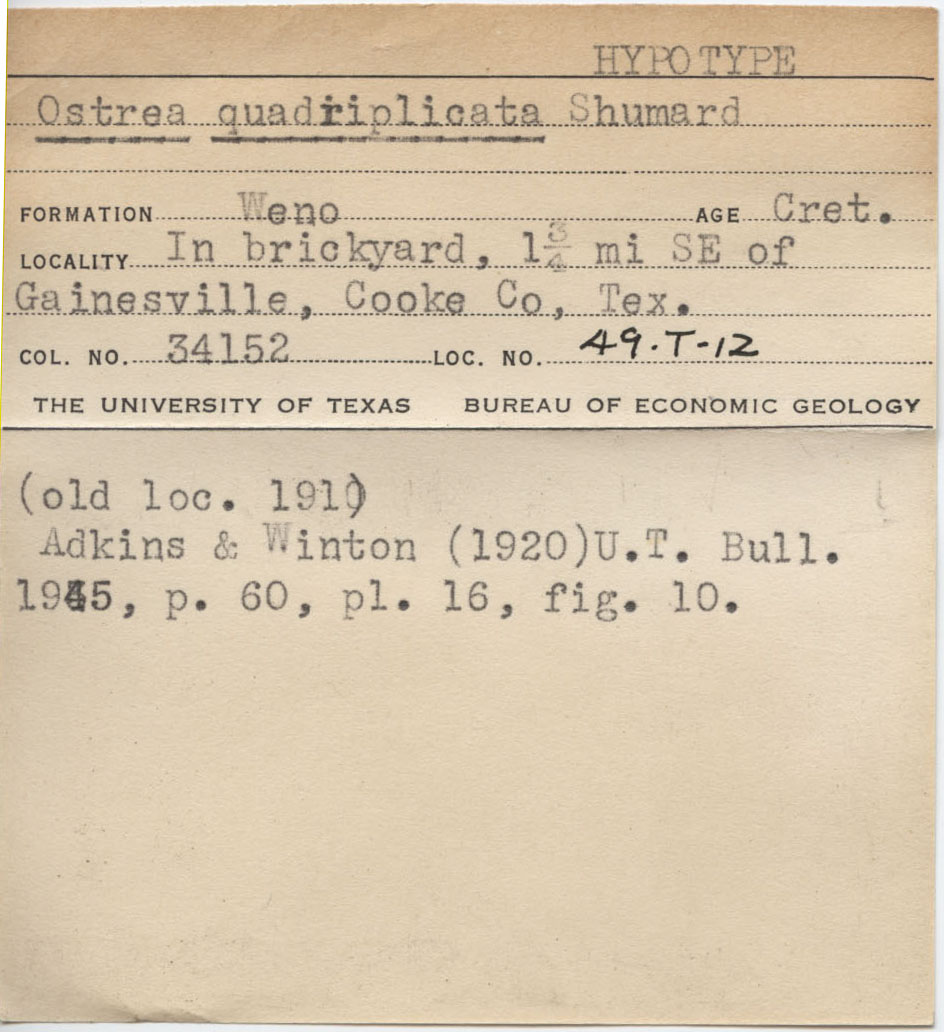 HYPOTYPE
Ostrea quadriplicata Shumard
FORMATION Weno AGE Cret.
LOCALITY In brickyard, 1 3/4 mi SE of
Gainesville, Cooke Co, Tex.
COL. NO. 34152 LOC. NO. 49-T-12
THE UNIVERSITY OF TEXAS BUREAU OF ECONOMIC GEOLOGY
(old loc. 1910)
Adkins & Winton (1920)U.T. Bull.
1945, p. 60, pl. 16, fig. 10.